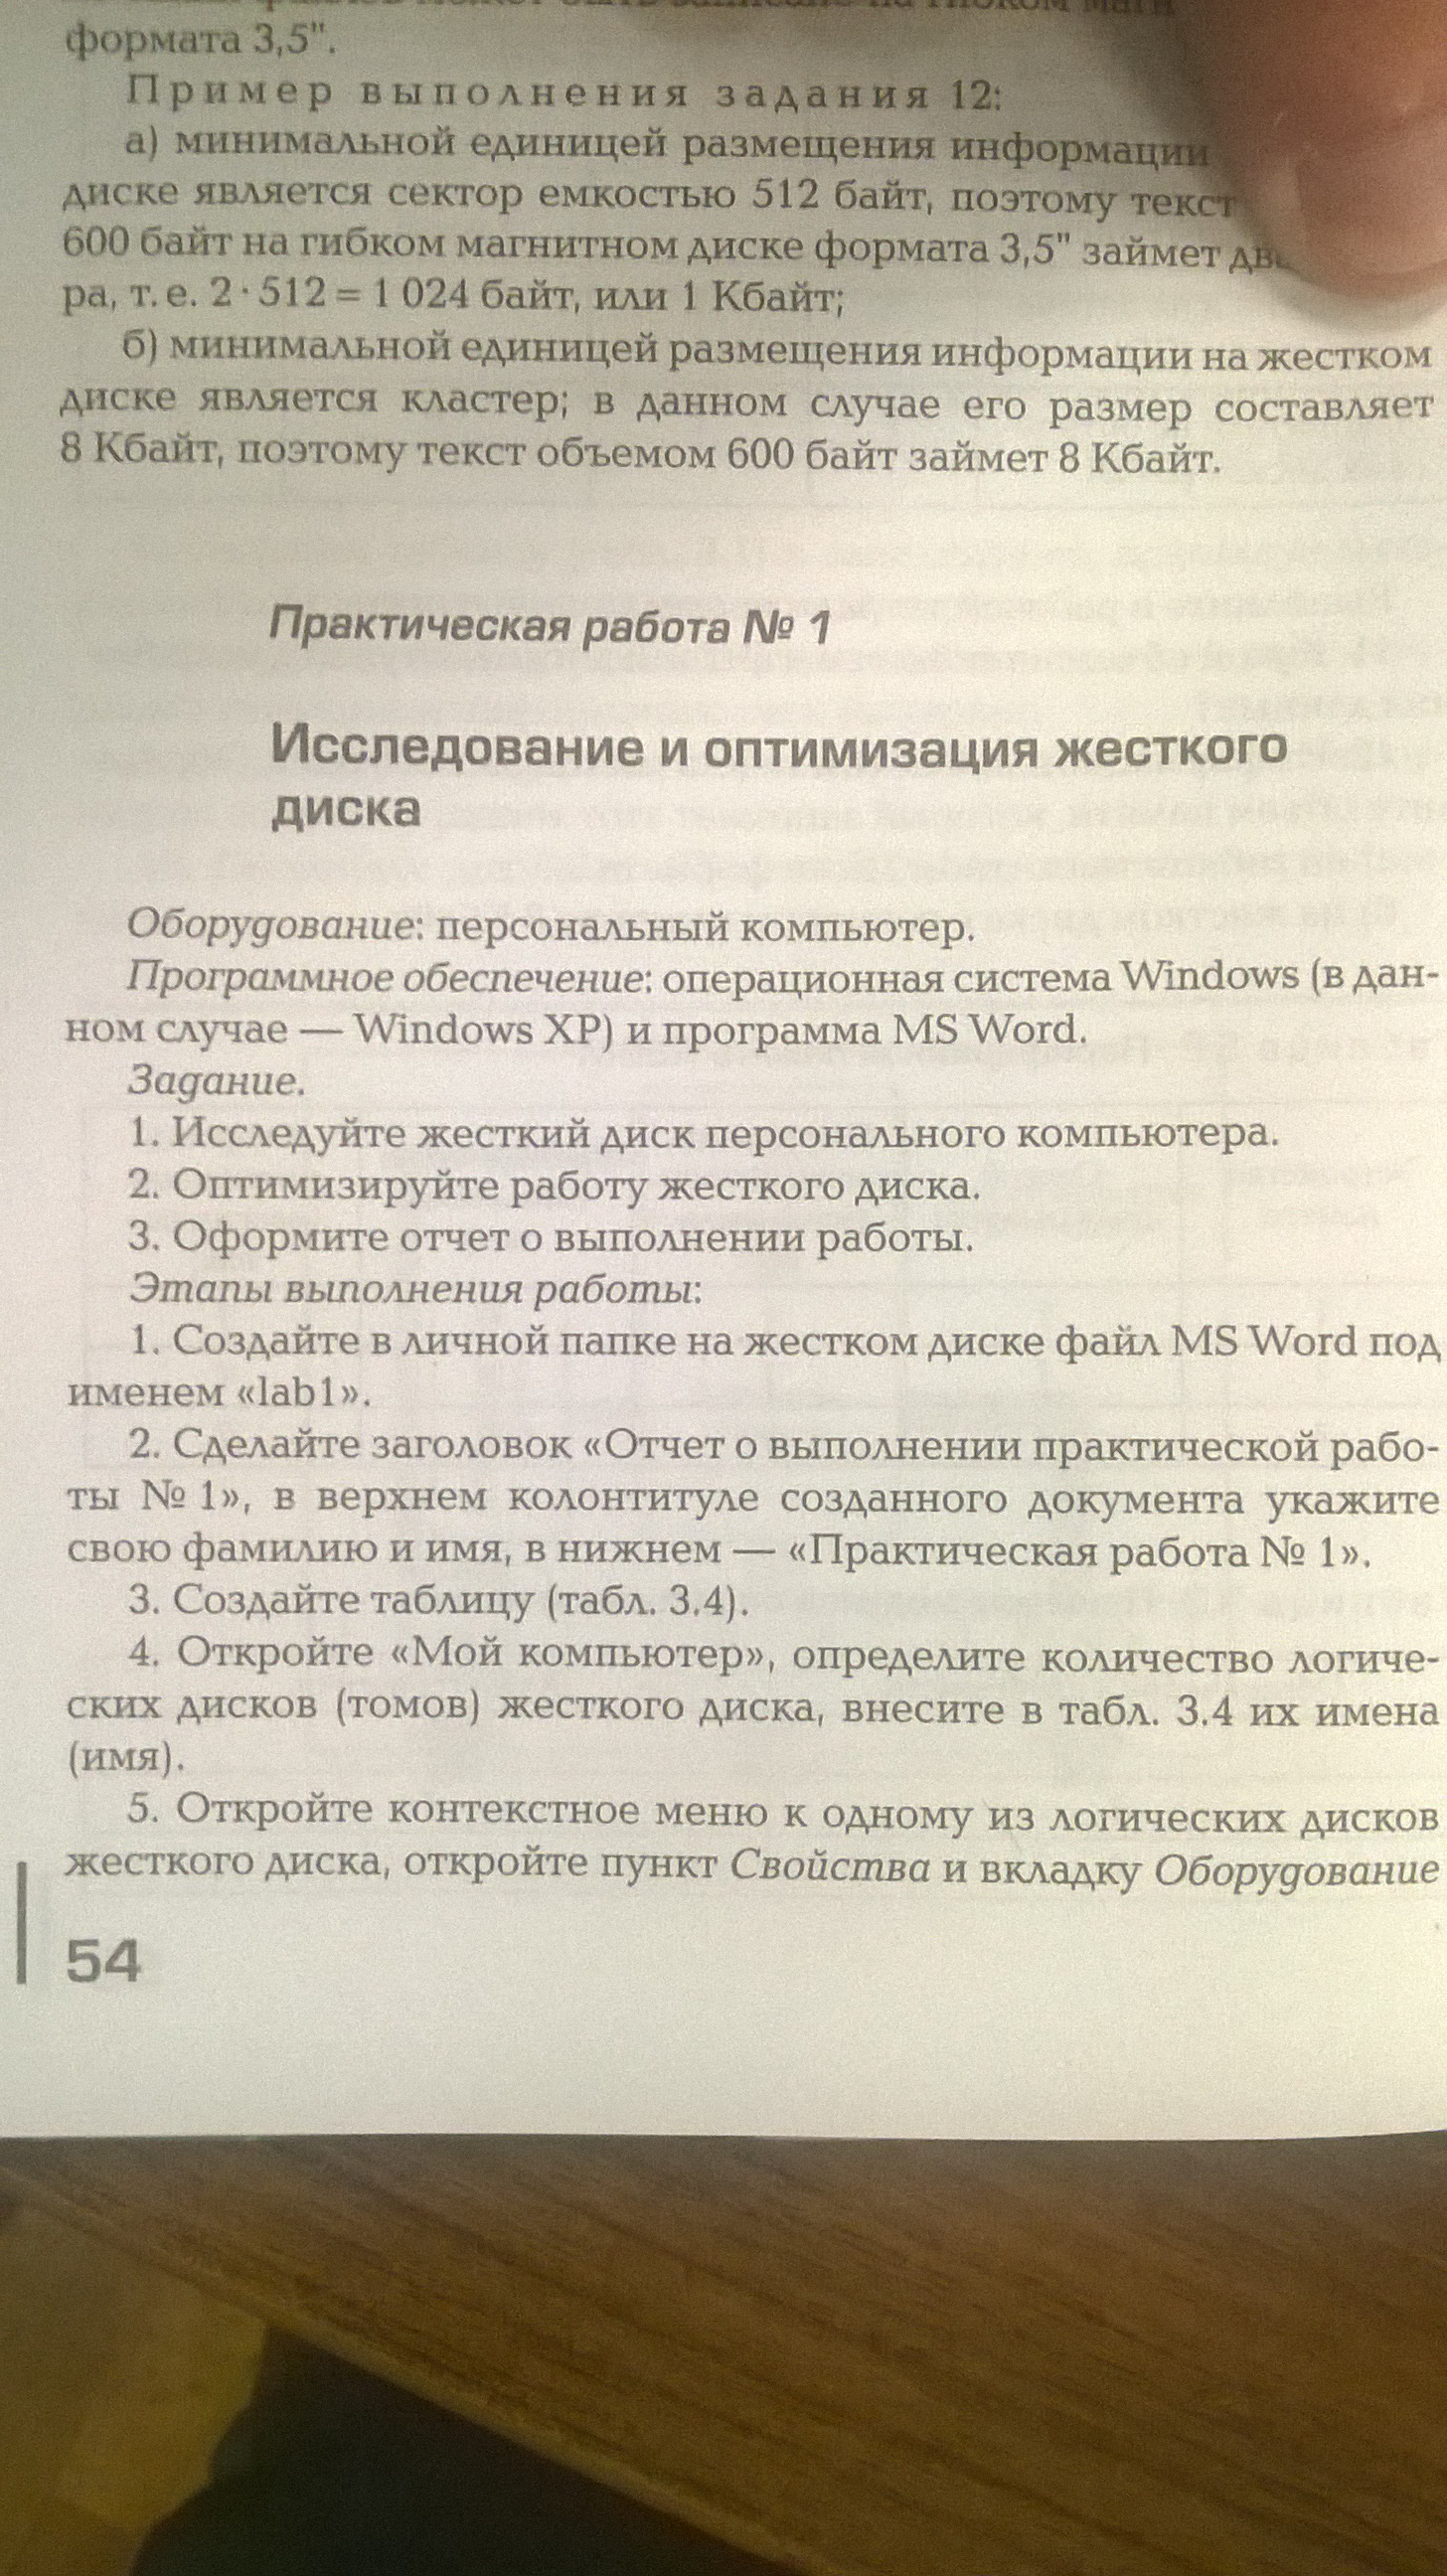 формата 3,5".
Пример выполнения задания 12:
а) минимальной единицей размещения информации
диске является сектор емкостью 512 байт, поэтому текст
600 байт на гибком магнитном диске формата 3,5" займет
ра, т. е. 2 · 512 = 1 024 байт, или 1 Кбайт;
б) минимальной единицей размещения информации на жестком
диске является кластер; в данном случае его размер составляет
8 Кбайт, поэтому текст объемом 600 байт займет 8 Кбайт.
Практическая работа № 1
Исследование и оптимизация жесткого
диска
Оборудование: персональный компьютер.
Программное обеспечение: операционная система Windows (в дан-
ном случае — Windows XP) и программа MS Word.
Задание.
1. Исследуйте жесткий диск персонального компьютера.
2. Оптимизируйте работу жесткого диска.
3. Оформите отчет о выполнении работы.
Этапы выполнения работы:
1. Создайте в личной папке на жестком диске файл MS Word под
именем «lab1».
2. Сделайте заголовок «Отчет о выполнении практической рабо-
ты № 1», в верхнем колонтитуле созданного документа укажите
свою фамилию и имя, в нижнем — «Практическая работа № 1».
3. Создайте таблицу (табл. 3.4).
4. Откройте «Мой компьютер», определите количество логиче-
ских дисков (томов) жесткого диска, внесите в табл. 3.4 их имена
(имя).
5. Откройте контекстное меню к одному из логических дисков
жесткого диска, откройте пункт Свойства и вкладку Оборудование
54